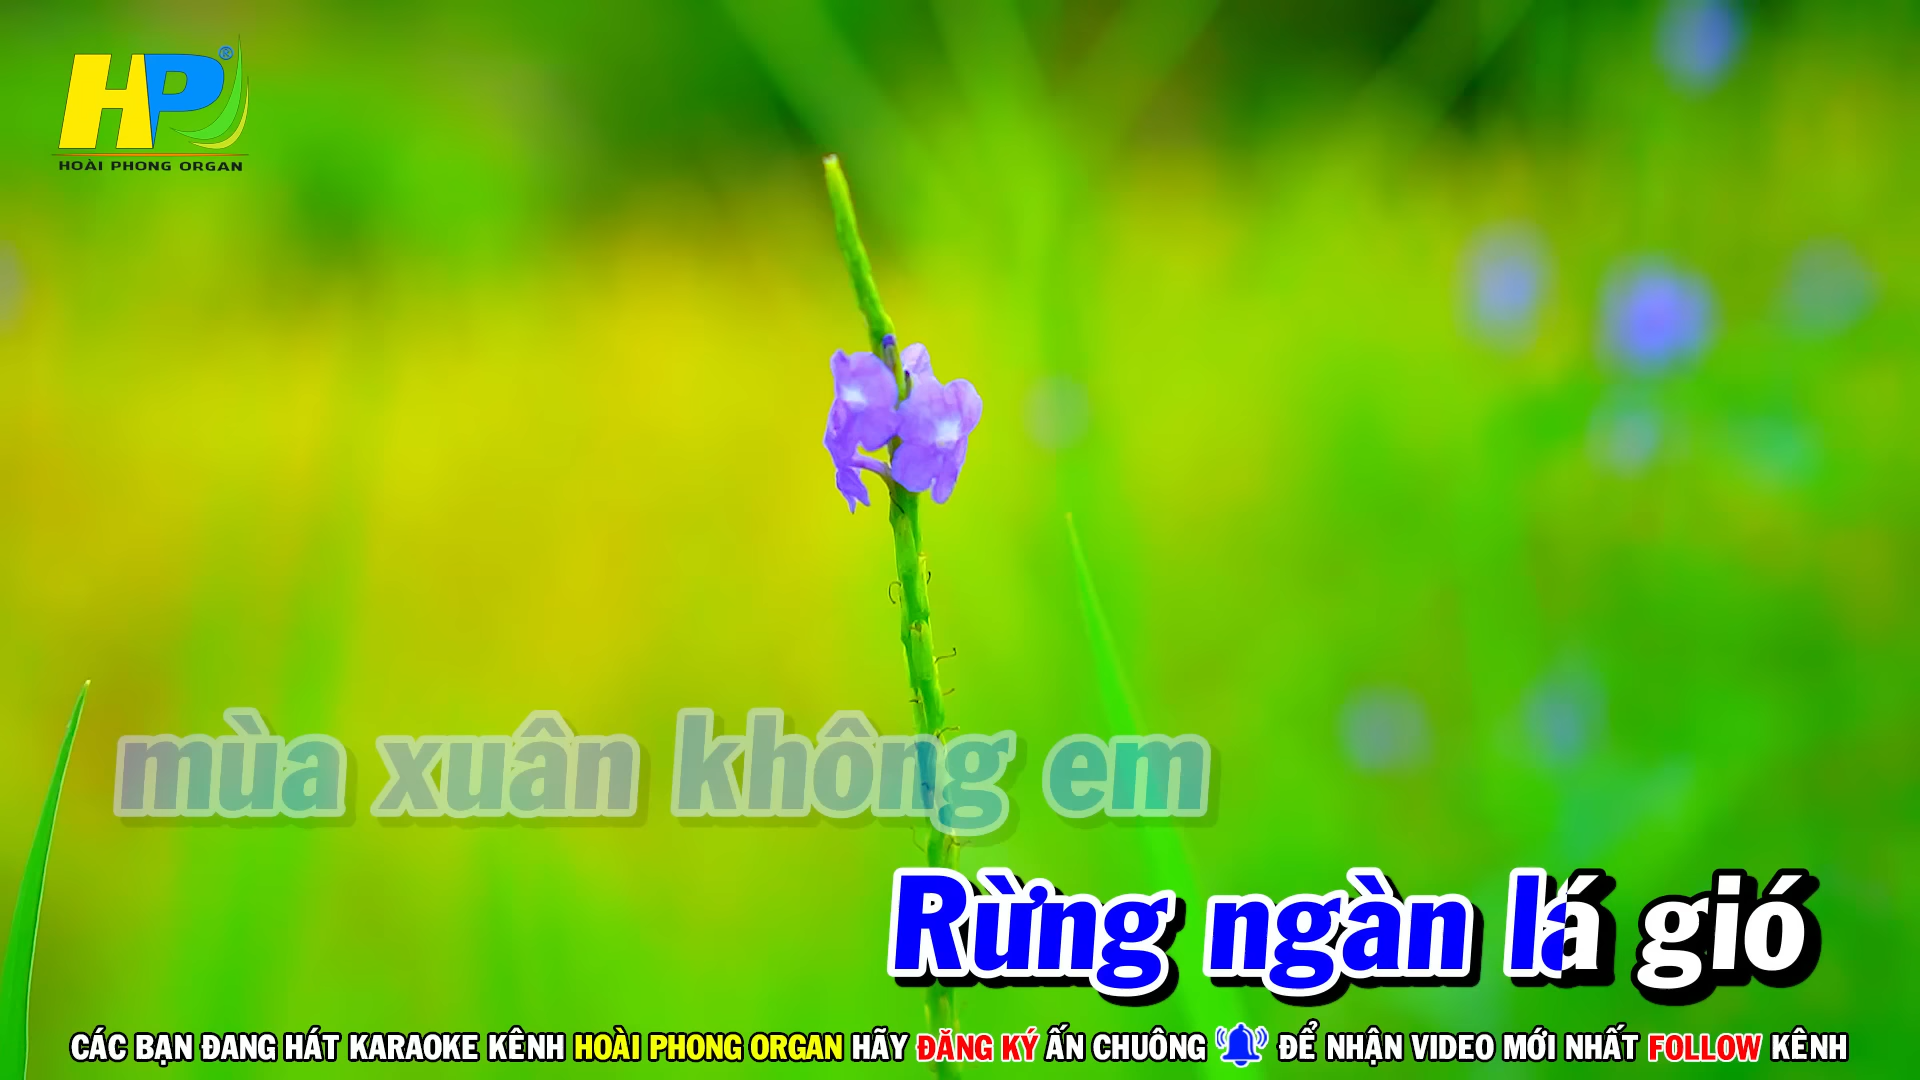 HP®
HOÀI PHONG ORGAN
mùa xuân không em
Rừng ngàn lá gió
CÁC BẠN ĐANG HÁT KARAOKE KÊNH HOÀI PHONG ORGAN HÃY ĐĂNG KÝ ẤN CHUÔNG ĐỂ NHẬN VIDEO MỚI NHẤT FOLLOW KÊNH